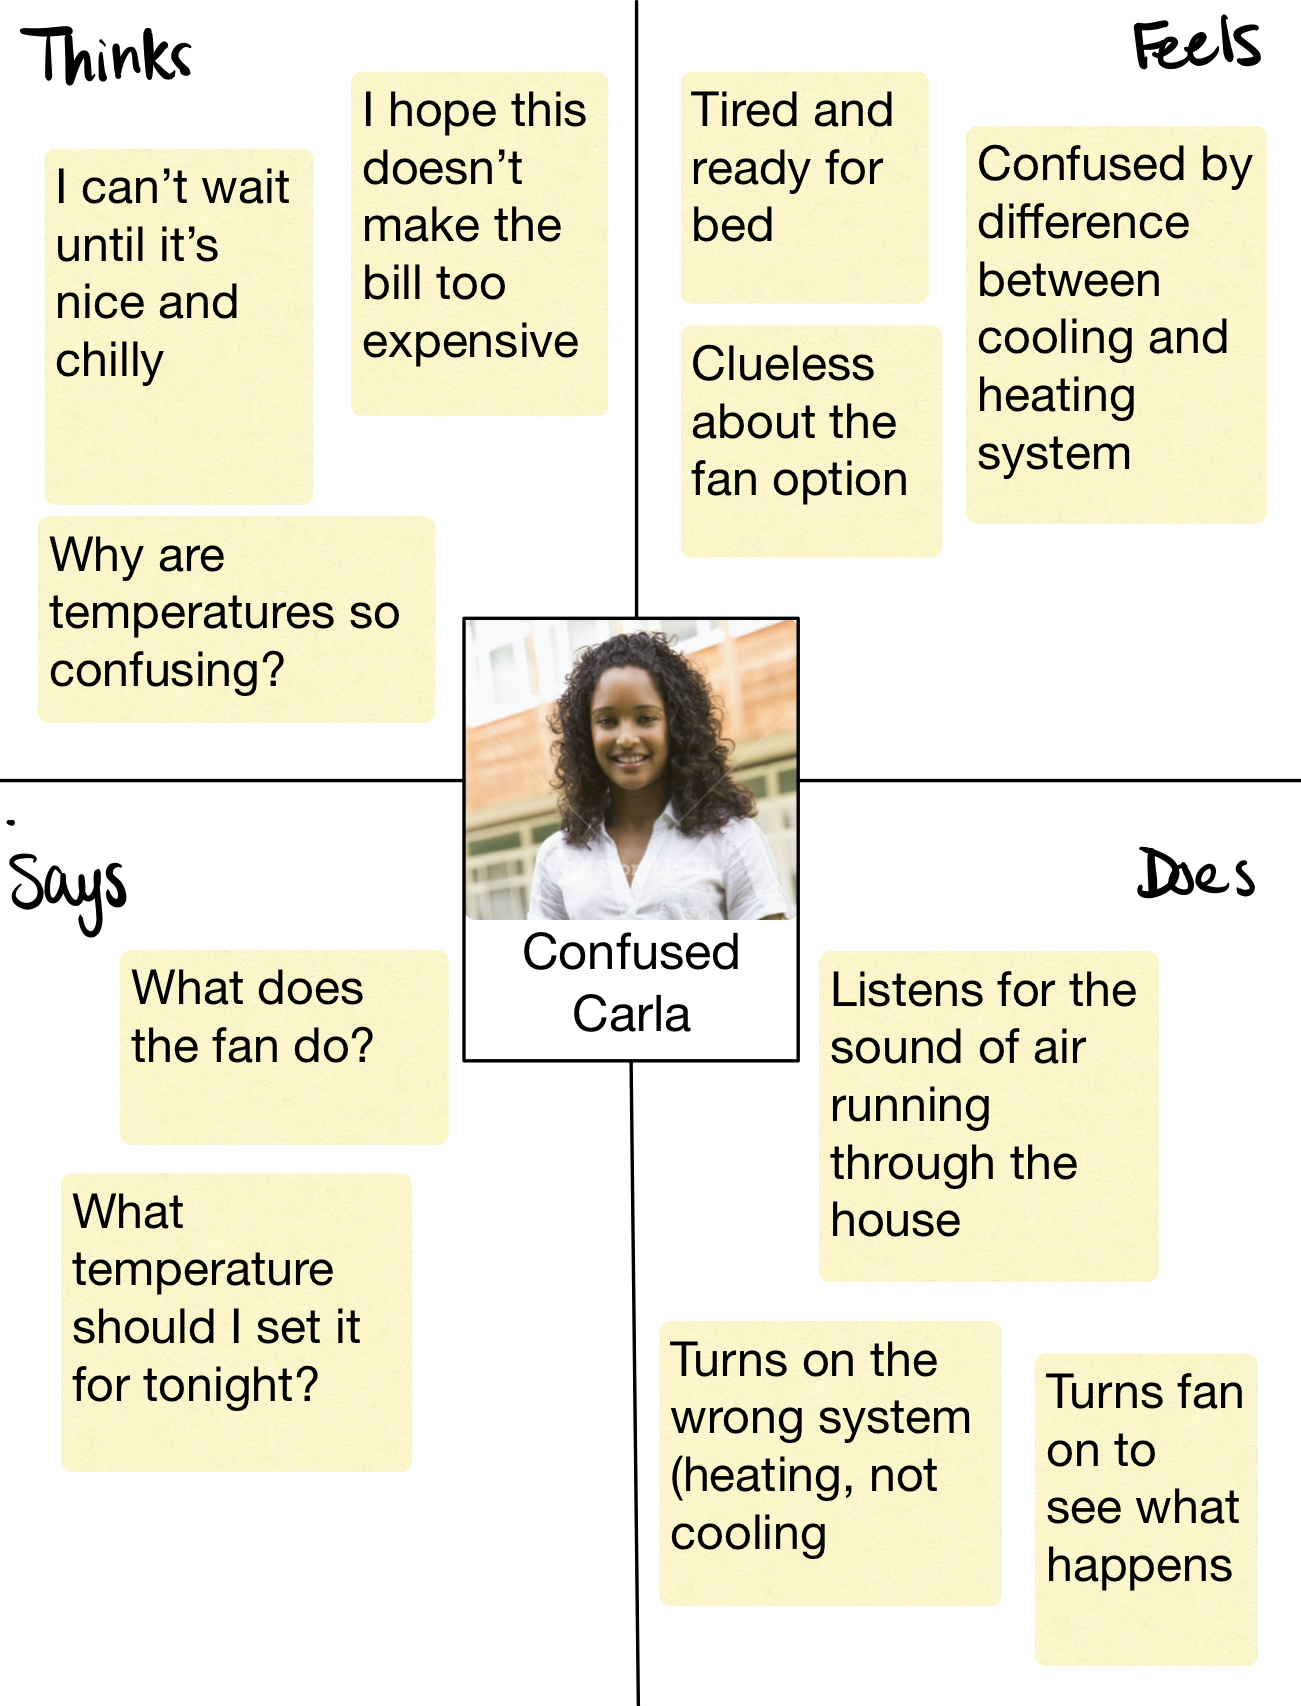 Thinks
I can’t wait
until it’s
nice and
chilly
I hope this
doesn’t
make the
bill too
expensive
Why are
temperatures so
confusing?
Feels
Tired and
ready for
bed
Confused by
difference
between
cooling and
heating
system
Clueless
about the
fan option
Confused
Carla
Says
What does
the fan do?
What
temperature
should I set it
for tonight?
Does
Listens for the
sound of air
running
through the
house
Turns on the
wrong system
(heating, not
cooling
Turns fan
on to
see what
happens